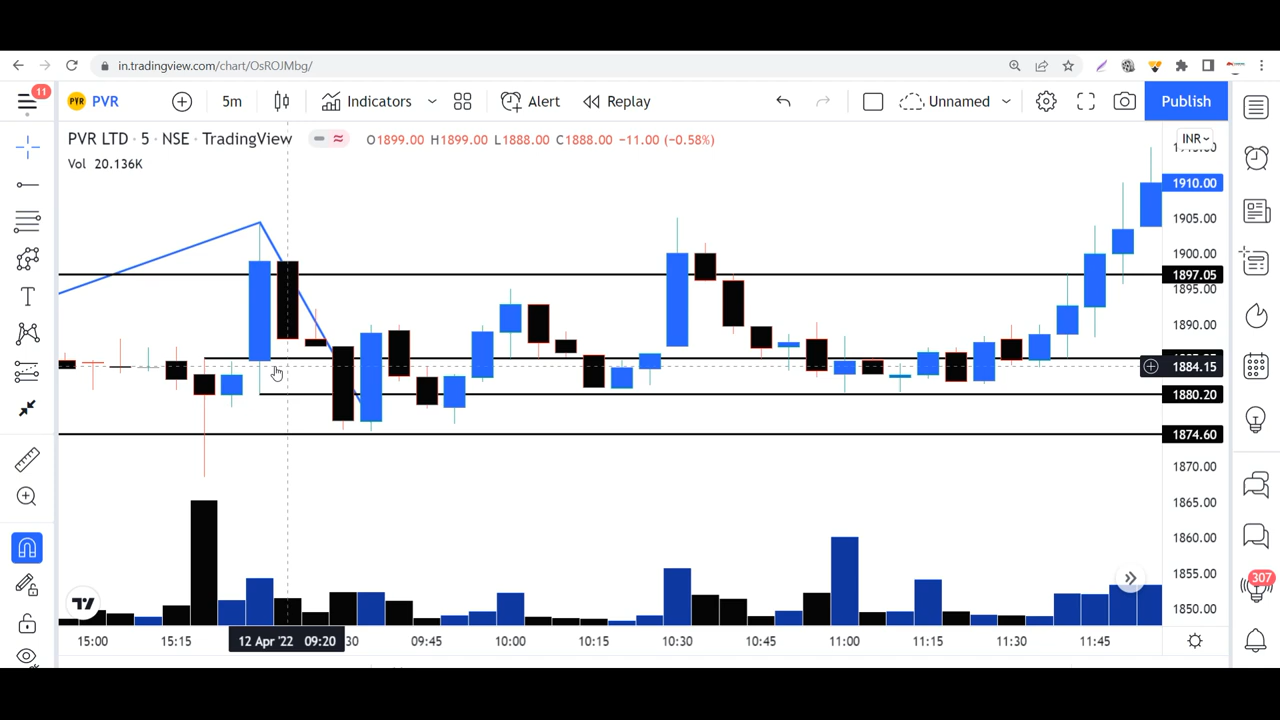 in.tradingview.com/chart/OsROJMbg/
11
PVR PVR 5m Indicators Alert Replay Unnamed Publish
PVR LTD · 5 · NSE · TradingView O1899.00 H1899.00 L1888.00 C1888.00 −11.00 (−0.58%)
INR
Vol 20.136K
1910.00
1905.00
1900.00
1897.05
1895.00
1890.00
1884.15
1880.20
1874.60
1870.00
1865.00
1860.00
1855.00
1850.00
307
15:00 15:15 12 Apr '22 09:20 30 09:45 10:00 10:15 10:30 10:45 11:00 11:15 11:30 11:45